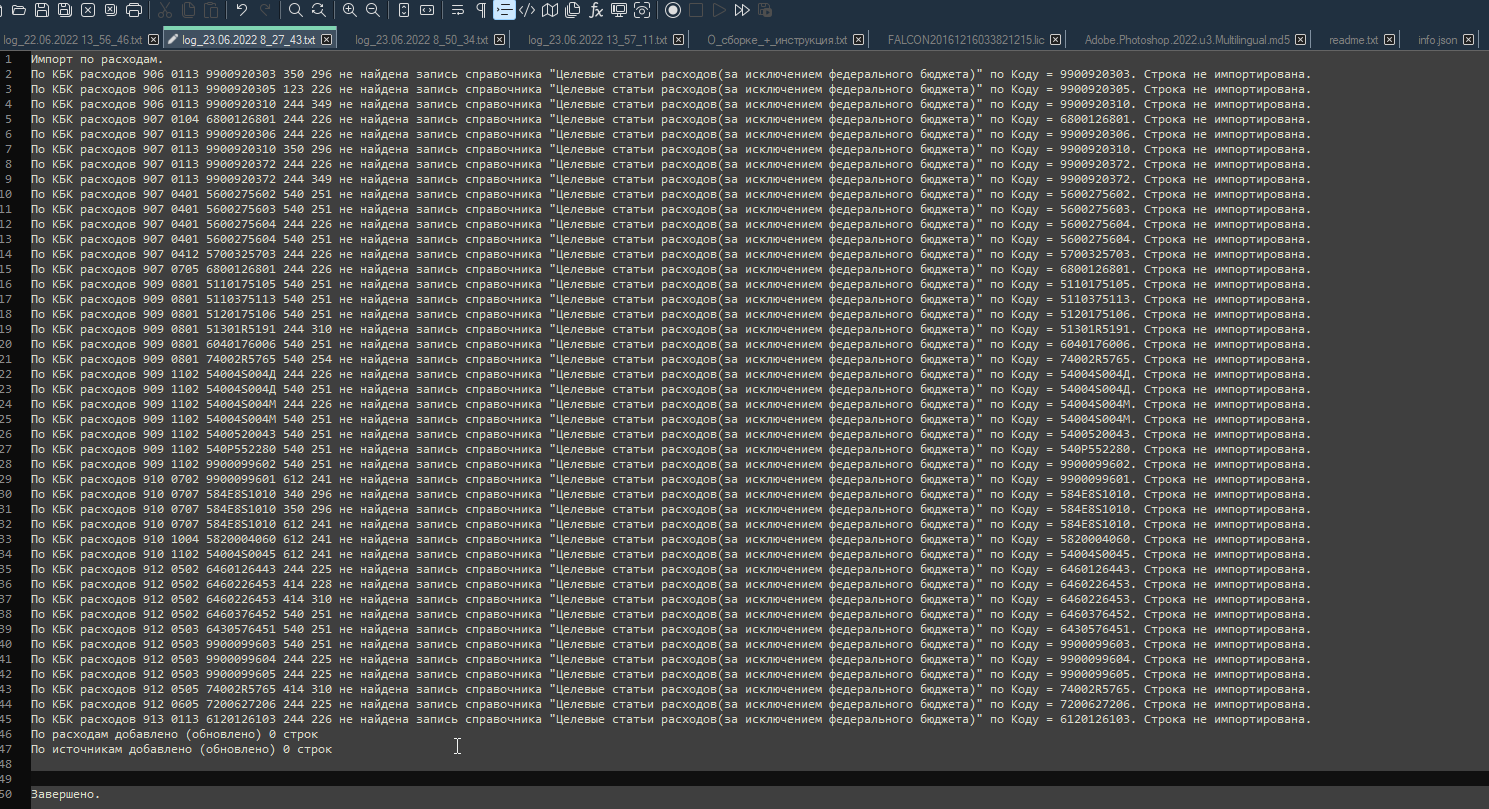 log_22.06.2022 13_56_46.txt log_23.06.2022 8_27_43.txt log_23.06.2022 8_50_34.txt log_23.06.2022 13_57_11.txt О_сборке_+_инструкция.txt FALCON20161216033821215.lic Adobe.Photoshop.2022.u3.Multilingual.md5 readme.txt info.json
1 Импорт по расходам.
2 По КБК расходов 906 0113 9900920303 350 296 не найдена запись справочника "Целевые статьи расходов(за исключением федерального бюджета)" по Коду = 9900920303. Строка не импортирована.
3 По КБК расходов 906 0113 9900920305 123 226 не найдена запись справочника "Целевые статьи расходов(за исключением федерального бюджета)" по Коду = 9900920305. Строка не импортирована.
4 По КБК расходов 906 0113 9900920310 244 349 не найдена запись справочника "Целевые статьи расходов(за исключением федерального бюджета)" по Коду = 9900920310. Строка не импортирована.
5 По КБК расходов 907 0104 6800126801 244 226 не найдена запись справочника "Целевые статьи расходов(за исключением федерального бюджета)" по Коду = 6800126801. Строка не импортирована.
6 По КБК расходов 907 0113 9900920306 244 226 не найдена запись справочника "Целевые статьи расходов(за исключением федерального бюджета)" по Коду = 9900920306. Строка не импортирована.
7 По КБК расходов 907 0113 9900920310 350 296 не найдена запись справочника "Целевые статьи расходов(за исключением федерального бюджета)" по Коду = 9900920310. Строка не импортирована.
8 По КБК расходов 907 0113 9900920372 244 226 не найдена запись справочника "Целевые статьи расходов(за исключением федерального бюджета)" по Коду = 9900920372. Строка не импортирована.
9 По КБК расходов 907 0113 9900920372 244 349 не найдена запись справочника "Целевые статьи расходов(за исключением федерального бюджета)" по Коду = 9900920372. Строка не импортирована.
10 По КБК расходов 907 0401 5600275602 540 251 не найдена запись справочника "Целевые статьи расходов(за исключением федерального бюджета)" по Коду = 5600275602. Строка не импортирована.
11 По КБК расходов 907 0401 5600275603 540 251 не найдена запись справочника "Целевые статьи расходов(за исключением федерального бюджета)" по Коду = 5600275603. Строка не импортирована.
12 По КБК расходов 907 0401 5600275604 244 226 не найдена запись справочника "Целевые статьи расходов(за исключением федерального бюджета)" по Коду = 5600275604. Строка не импортирована.
13 По КБК расходов 907 0401 5600275604 540 251 не найдена запись справочника "Целевые статьи расходов(за исключением федерального бюджета)" по Коду = 5600275604. Строка не импортирована.
14 По КБК расходов 907 0412 5700325703 244 226 не найдена запись справочника "Целевые статьи расходов(за исключением федерального бюджета)" по Коду = 5700325703. Строка не импортирована.
15 По КБК расходов 907 0705 6800126801 244 226 не найдена запись справочника "Целевые статьи расходов(за исключением федерального бюджета)" по Коду = 6800126801. Строка не импортирована.
16 По КБК расходов 909 0801 5110175105 540 251 не найдена запись справочника "Целевые статьи расходов(за исключением федерального бюджета)" по Коду = 5110175105. Строка не импортирована.
17 По КБК расходов 909 0801 5110375113 540 251 не найдена запись справочника "Целевые статьи расходов(за исключением федерального бюджета)" по Коду = 5110375113. Строка не импортирована.
18 По КБК расходов 909 0801 5120175106 540 251 не найдена запись справочника "Целевые статьи расходов(за исключением федерального бюджета)" по Коду = 5120175106. Строка не импортирована.
19 По КБК расходов 909 0801 51301R5191 244 310 не найдена запись справочника "Целевые статьи расходов(за исключением федерального бюджета)" по Коду = 51301R5191. Строка не импортирована.
20 По КБК расходов 909 0801 6040176006 540 251 не найдена запись справочника "Целевые статьи расходов(за исключением федерального бюджета)" по Коду = 6040176006. Строка не импортирована.
21 По КБК расходов 909 0801 74002R5765 540 254 не найдена запись справочника "Целевые статьи расходов(за исключением федерального бюджета)" по Коду = 74002R5765. Строка не импортирована.
22 По КБК расходов 909 1102 54004S004Д 244 226 не найдена запись справочника "Целевые статьи расходов(за исключением федерального бюджета)" по Коду = 54004S004Д. Строка не импортирована.
23 По КБК расходов 909 1102 54004S004Д 540 251 не найдена запись справочника "Целевые статьи расходов(за исключением федерального бюджета)" по Коду = 54004S004Д. Строка не импортирована.
24 По КБК расходов 909 1102 54004S004М 244 226 не найдена запись справочника "Целевые статьи расходов(за исключением федерального бюджета)" по Коду = 54004S004М. Строка не импортирована.
25 По КБК расходов 909 1102 54004S004М 540 251 не найдена запись справочника "Целевые статьи расходов(за исключением федерального бюджета)" по Коду = 54004S004М. Строка не импортирована.
26 По КБК расходов 909 1102 5400520043 540 251 не найдена запись справочника "Целевые статьи расходов(за исключением федерального бюджета)" по Коду = 5400520043. Строка не импортирована.
27 По КБК расходов 909 1102 540P552280 540 251 не найдена запись справочника "Целевые статьи расходов(за исключением федерального бюджета)" по Коду = 540P552280. Строка не импортирована.
28 По КБК расходов 909 1102 9900099602 540 251 не найдена запись справочника "Целевые статьи расходов(за исключением федерального бюджета)" по Коду = 9900099602. Строка не импортирована.
29 По КБК расходов 910 0702 9900099601 612 241 не найдена запись справочника "Целевые статьи расходов(за исключением федерального бюджета)" по Коду = 9900099601. Строка не импортирована.
30 По КБК расходов 910 0707 584E8S1010 340 296 не найдена запись справочника "Целевые статьи расходов(за исключением федерального бюджета)" по Коду = 584E8S1010. Строка не импортирована.
31 По КБК расходов 910 0707 584E8S1010 350 296 не найдена запись справочника "Целевые статьи расходов(за исключением федерального бюджета)" по Коду = 584E8S1010. Строка не импортирована.
32 По КБК расходов 910 0707 584E8S1010 612 241 не найдена запись справочника "Целевые статьи расходов(за исключением федерального бюджета)" по Коду = 584E8S1010. Строка не импортирована.
33 По КБК расходов 910 1004 5820004060 612 241 не найдена запись справочника "Целевые статьи расходов(за исключением федерального бюджета)" по Коду = 5820004060. Строка не импортирована.
34 По КБК расходов 910 1102 54004S0045 612 241 не найдена запись справочника "Целевые статьи расходов(за исключением федерального бюджета)" по Коду = 54004S0045. Строка не импортирована.
35 По КБК расходов 912 0502 6460126443 244 225 не найдена запись справочника "Целевые статьи расходов(за исключением федерального бюджета)" по Коду = 6460126443. Строка не импортирована.
36 По КБК расходов 912 0502 6460226453 414 228 не найдена запись справочника "Целевые статьи расходов(за исключением федерального бюджета)" по Коду = 6460226453. Строка не импортирована.
37 По КБК расходов 912 0502 6460226453 414 310 не найдена запись справочника "Целевые статьи расходов(за исключением федерального бюджета)" по Коду = 6460226453. Строка не импортирована.
38 По КБК расходов 912 0502 6460376452 540 251 не найдена запись справочника "Целевые статьи расходов(за исключением федерального бюджета)" по Коду = 6460376452. Строка не импортирована.
39 По КБК расходов 912 0503 6430576451 540 251 не найдена запись справочника "Целевые статьи расходов(за исключением федерального бюджета)" по Коду = 6430576451. Строка не импортирована.
40 По КБК расходов 912 0503 9900099603 540 251 не найдена запись справочника "Целевые статьи расходов(за исключением федерального бюджета)" по Коду = 9900099603. Строка не импортирована.
41 По КБК расходов 912 0503 9900099604 244 225 не найдена запись справочника "Целевые статьи расходов(за исключением федерального бюджета)" по Коду = 9900099604. Строка не импортирована.
42 По КБК расходов 912 0503 9900099605 244 225 не найдена запись справочника "Целевые статьи расходов(за исключением федерального бюджета)" по Коду = 9900099605. Строка не импортирована.
43 По КБК расходов 912 0505 74002R5765 414 310 не найдена запись справочника "Целевые статьи расходов(за исключением федерального бюджета)" по Коду = 74002R5765. Строка не импортирована.
44 По КБК расходов 912 0605 7200627206 244 225 не найдена запись справочника "Целевые статьи расходов(за исключением федерального бюджета)" по Коду = 7200627206. Строка не импортирована.
45 По КБК расходов 913 0113 6120126103 244 226 не найдена запись справочника "Целевые статьи расходов(за исключением федерального бюджета)" по Коду = 6120126103. Строка не импортирована.
46 По расходам добавлено (обновлено) 0 строк
47 По источникам добавлено (обновлено) 0 строк
48
49
50 Завершено.